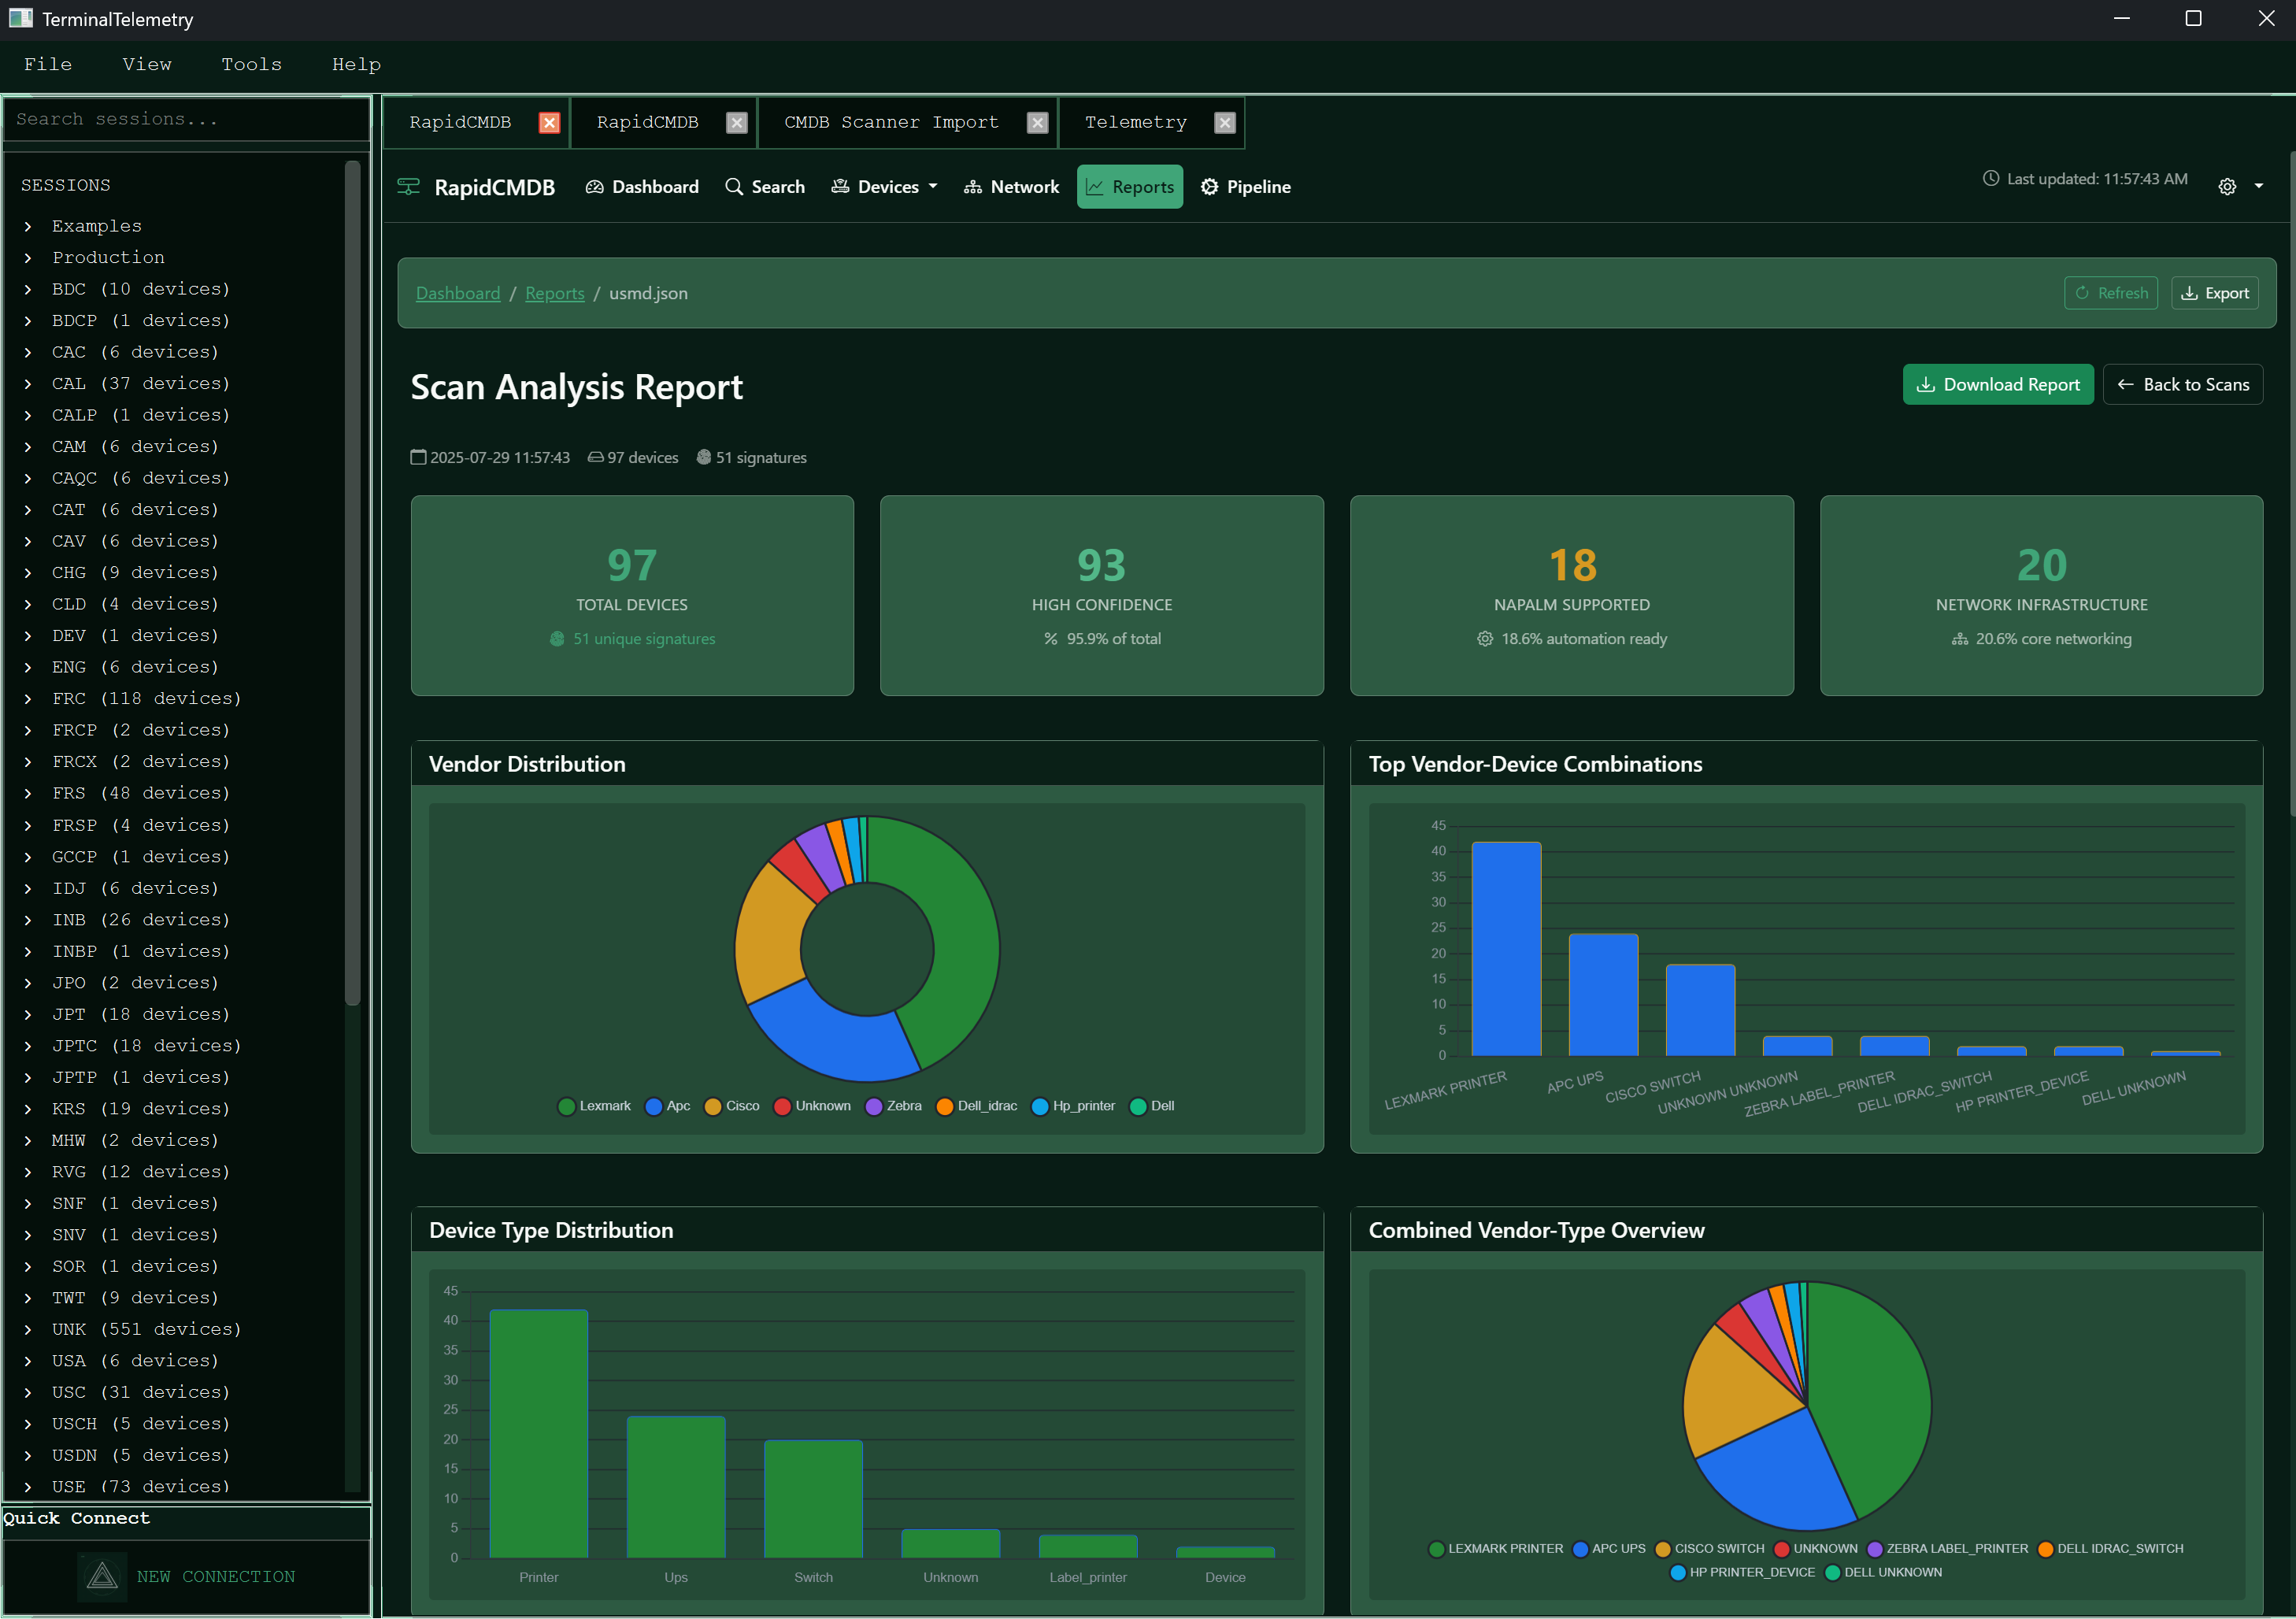 TerminalTelemetry
File View Tools Help
Search sessions...
SESSIONS
Examples
Production
BDC (10 devices)
BDCP (1 devices)
CAC (6 devices)
CAL (37 devices)
CALP (1 devices)
CAM (6 devices)
CAQC (6 devices)
CAT (6 devices)
CAV (6 devices)
CHG (9 devices)
CLD (4 devices)
DEV (1 devices)
ENG (6 devices)
FRC (118 devices)
FRCP (2 devices)
FRCX (2 devices)
FRS (48 devices)
FRSP (4 devices)
GCCP (1 devices)
IDJ (6 devices)
INB (26 devices)
INBP (1 devices)
JPO (2 devices)
JPT (18 devices)
JPTC (18 devices)
JPTP (1 devices)
KRS (19 devices)
MHW (2 devices)
RVG (12 devices)
SNF (1 devices)
SNV (1 devices)
SOR (1 devices)
TWT (9 devices)
UNK (551 devices)
USA (6 devices)
USC (31 devices)
USCH (5 devices)
USDN (5 devices)
USE (73 devices)
Quick Connect
NEW CONNECTION
RapidCMDB RapidCMDB CMDB Scanner Import Telemetry
RapidCMDB Dashboard Search Devices Network Reports Pipeline Last updated: 11:57:43 AM
Dashboard / Reports / usmd.json Refresh Export
Scan Analysis Report Download Report Back to Scans
2025-07-29 11:57:43 97 devices 51 signatures
97
TOTAL DEVICES
51 unique signatures
93
HIGH CONFIDENCE
95.9% of total
18
NAPALM SUPPORTED
18.6% automation ready
20
NETWORK INFRASTRUCTURE
20.6% core networking
Vendor Distribution
Lexmark Apc Cisco Unknown Zebra Dell_idrac Hp_printer Dell
Top Vendor-Device Combinations
45
40
35
30
25
20
15
10
5
0
LEXMARK PRINTER APC UPS CISCO SWITCH UNKNOWN UNKNOWN ZEBRA LABEL_PRINTER DELL IDRAC_SWITCH HP PRINTER_DEVICE DELL UNKNOWN
Device Type Distribution
45
40
35
30
25
20
15
10
5
0
Printer Ups Switch Unknown Label_printer Device
Combined Vendor-Type Overview
LEXMARK PRINTER APC UPS CISCO SWITCH UNKNOWN ZEBRA LABEL_PRINTER DELL IDRAC_SWITCH
HP PRINTER_DEVICE DELL UNKNOWN